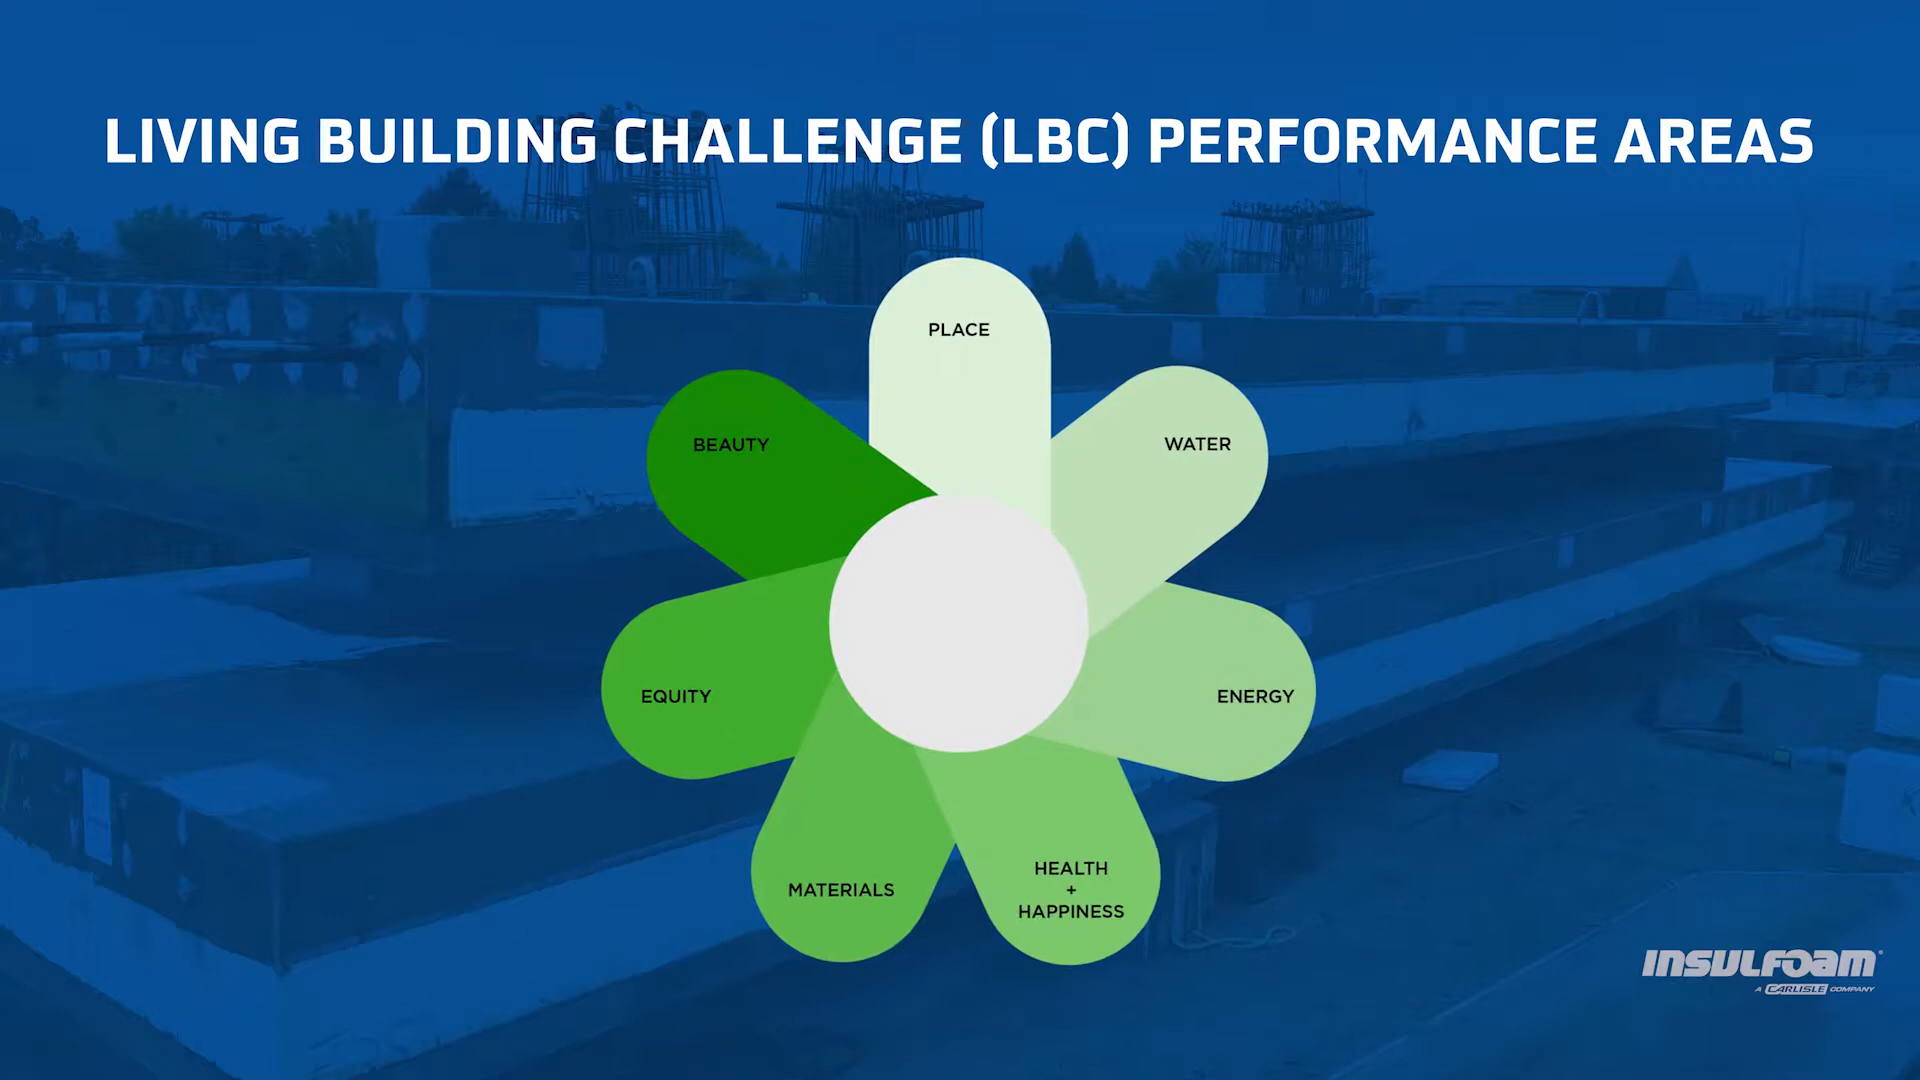 LIVING BUILDING CHALLENGE (LBC) PERFORMANCE AREAS
PLACE
WATER
ENERGY
HEALTH
+
HAPPINESS
MATERIALS
EQUITY
BEAUTY
INSULFOAM
A CARLISLE COMPANY